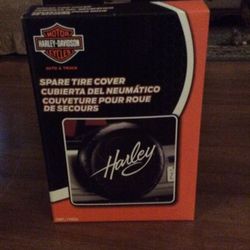 MOTOR
HARLEY-DAVIDSON
CYCLES
AUTO & TRUCK
SPARE TIRE COVER
CUBIERTA DEL NEUMÁTICO
COUVERTURE POUR ROUE
DE SECOURS
Harley